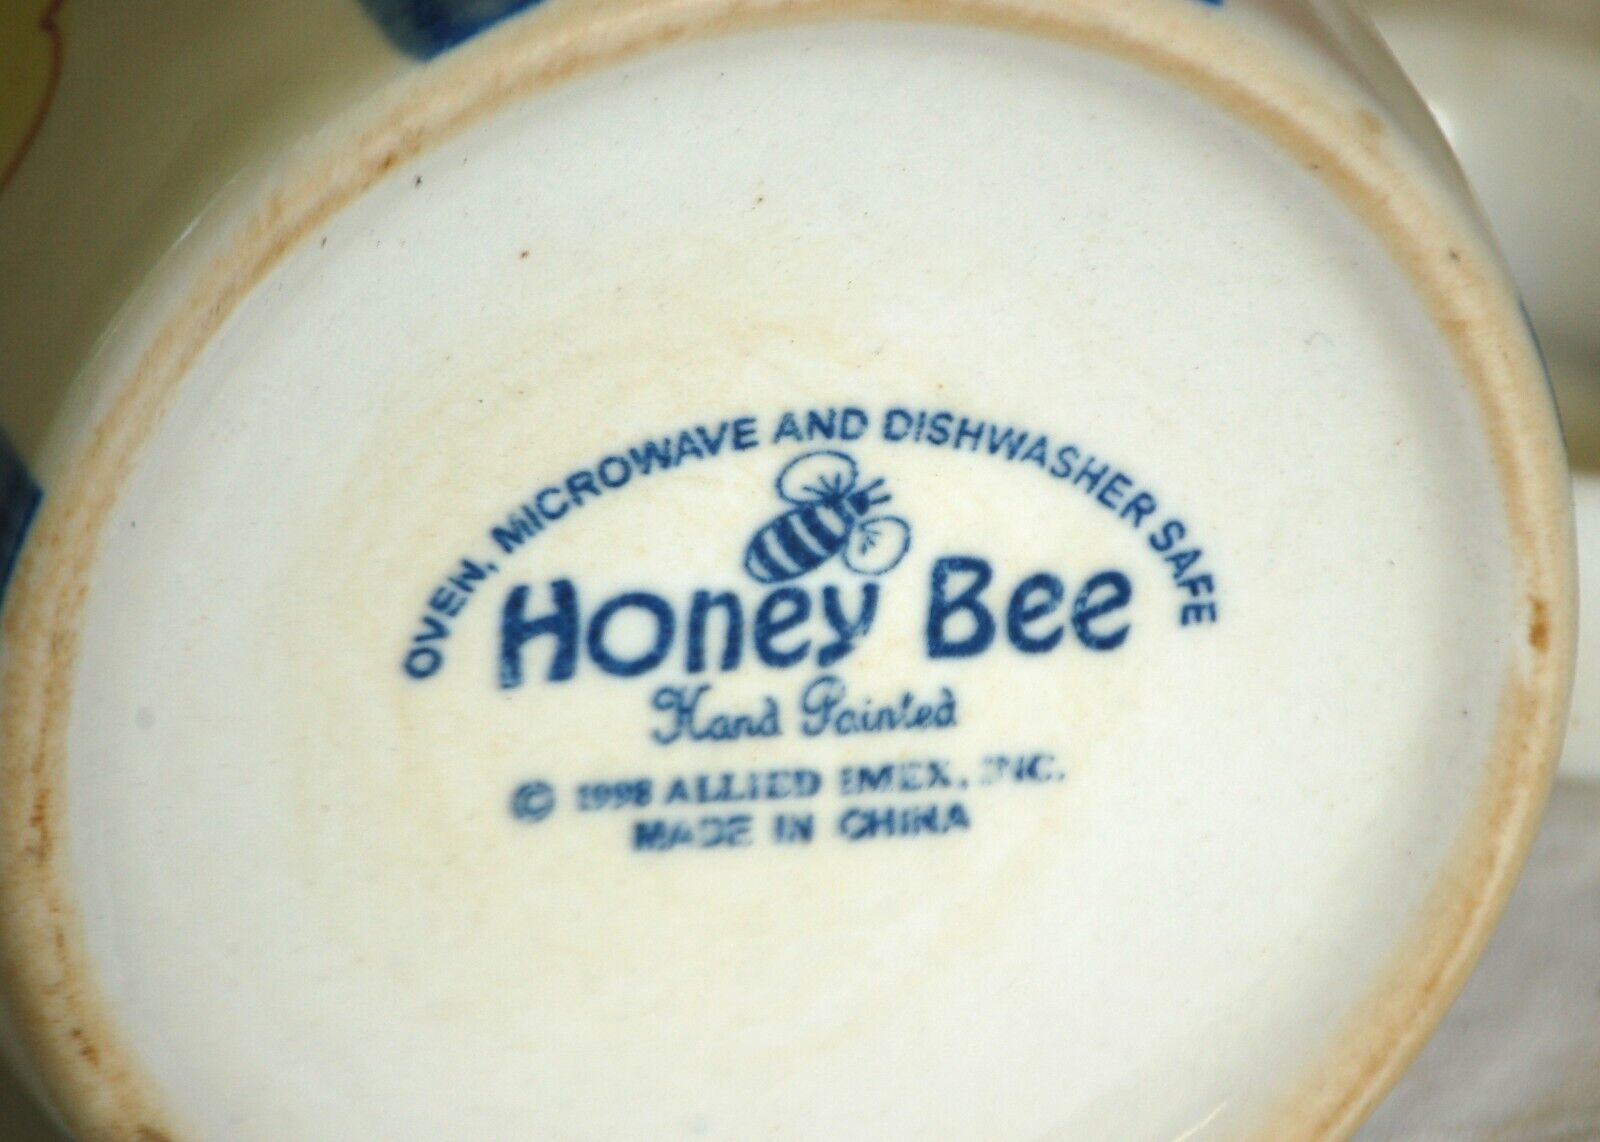 OVEN, MICROWAVE AND DISHWASHER SAFE
Honey Bee
Hand Painted
© 1998 ALLIED IMEX, INC.
MADE IN CHINA